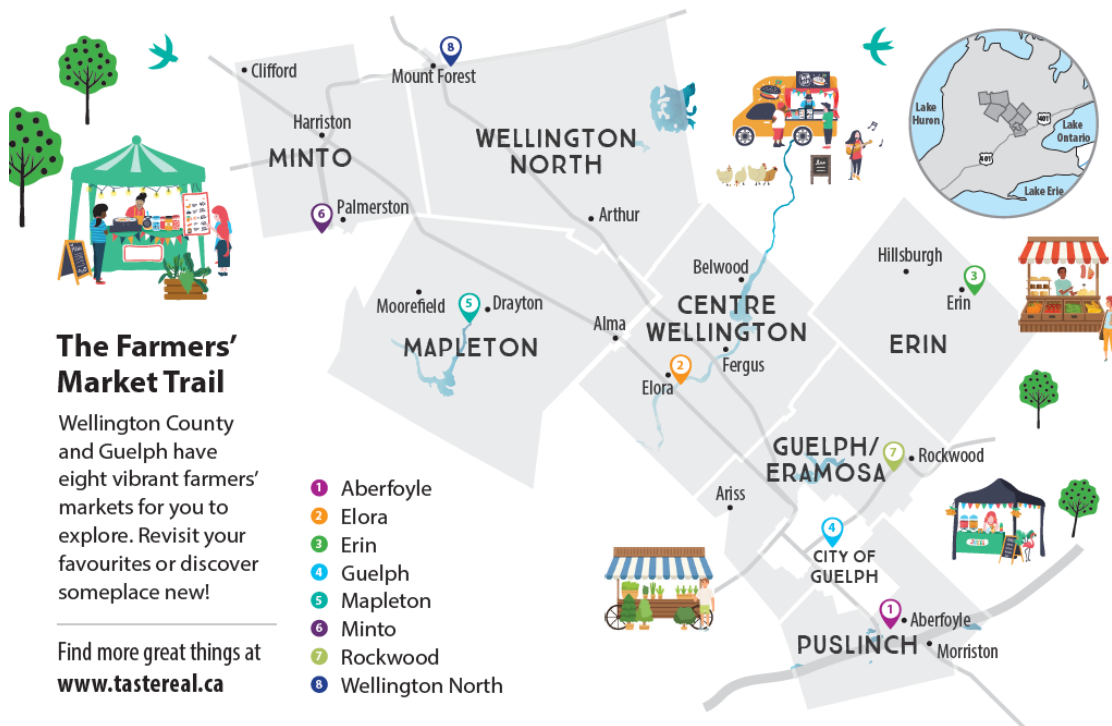 Clifford
8
Mount Forest
Harriston
MINTO
WELLINGTON
NORTH
6
Palmerston
Arthur
Lake
Huron
401
Lake
Ontario
401
Lake Erie
Hillsburgh
3
Erin
ERIN
Belwood
CENTRE
WELLINGTON
Fergus
2
Elora
Alma
Moorefield
5
Drayton
MAPLETON
The Farmers’
Market Trail
Wellington County
and Guelph have
eight vibrant farmers’
markets for you to
explore. Revisit your
favourites or discover
someplace new!
Find more great things at
www.tastereal.ca
1 Aberfoyle
2 Elora
3 Erin
4 Guelph
5 Mapleton
6 Minto
7 Rockwood
8 Wellington North
GUELPH/
ERAMOSA
7
Rockwood
Ariss
4
CITY OF
GUELPH
1
Aberfoyle
PUSLINCH
Morriston